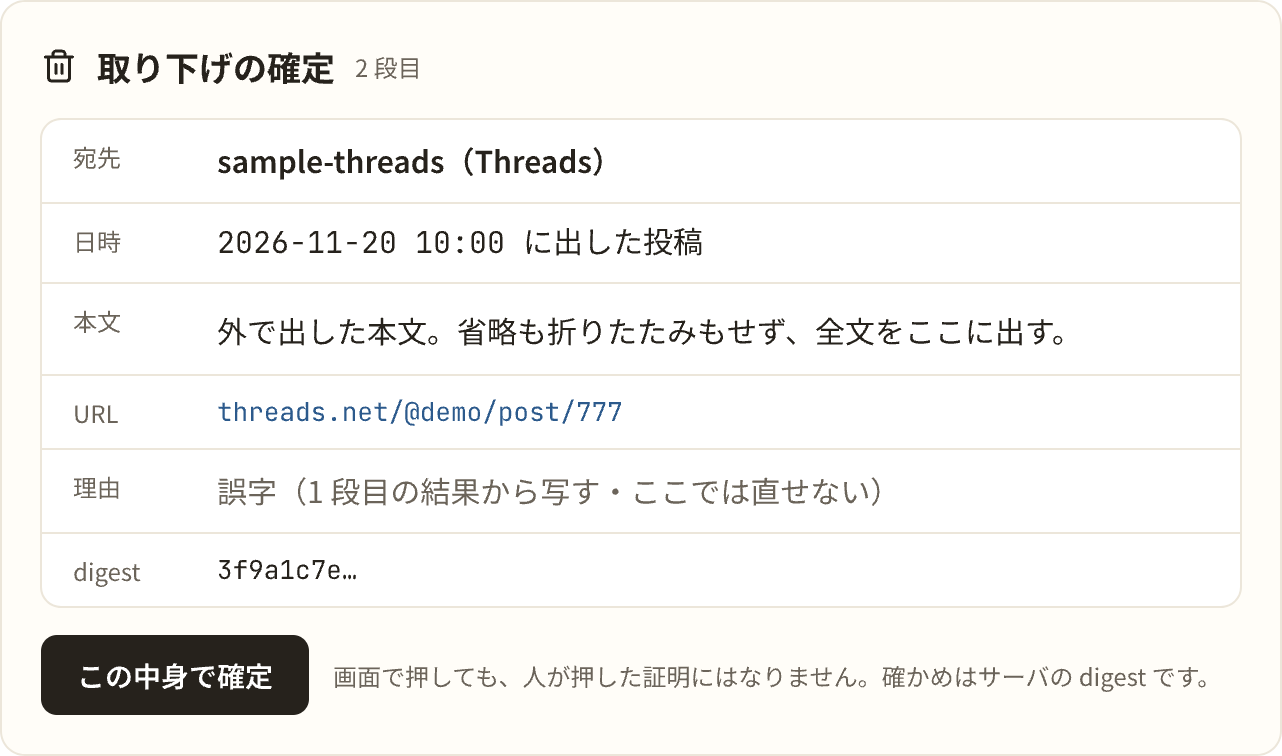 取り下げの確定 2 段目
宛先 sample-threads（Threads）
日時 2026-11-20 10:00 に出した投稿
本文 外で出した本文。省略も折りたたみもせず、全文をここに出す。
URL threads.net/@demo/post/777
理由 誤字（1 段目の結果から写す・ここでは直せない）
digest 3f9a1c7e…
この中身で確定 画面で押しても、人が押した証明にはなりません。確かめはサーバの digest です。